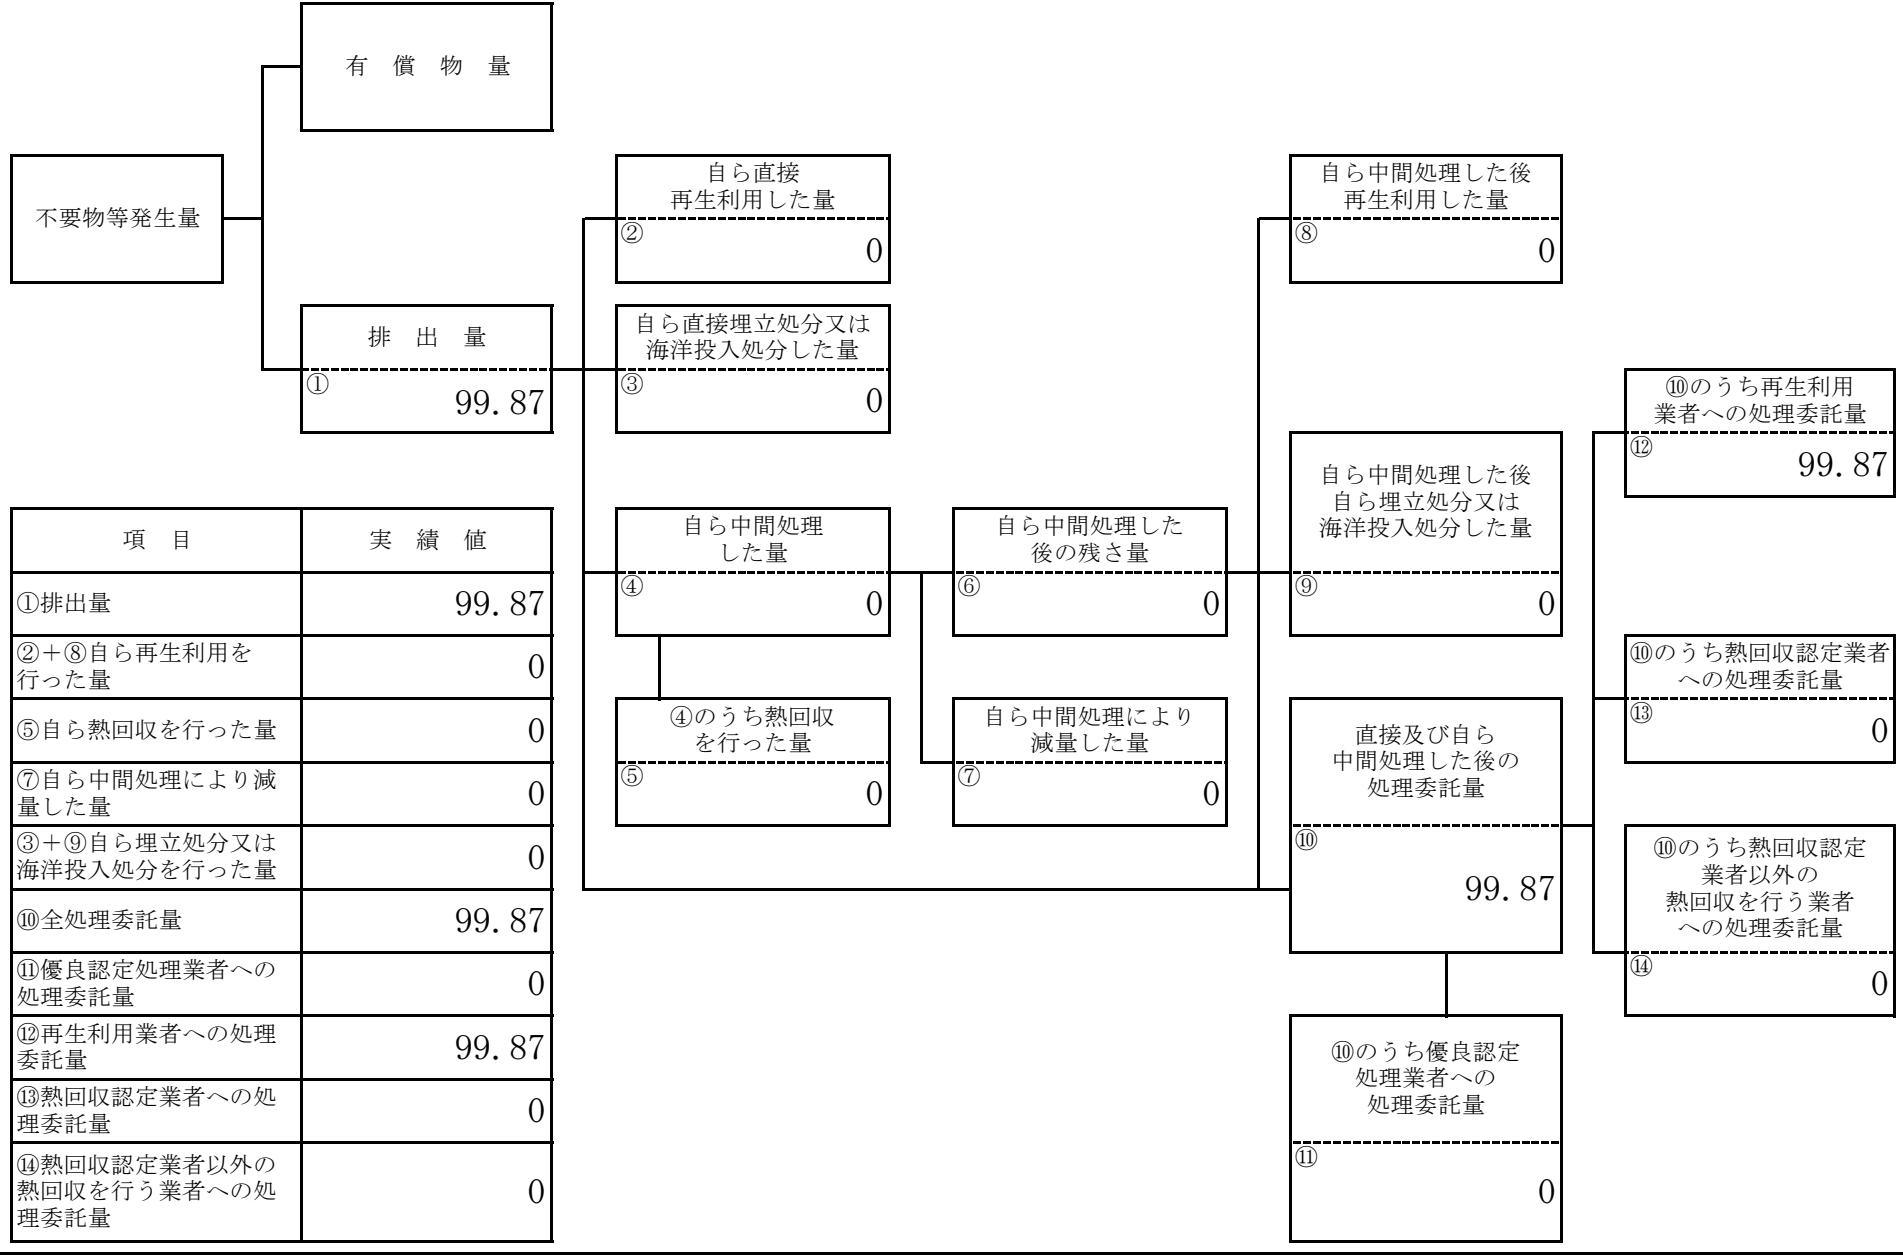 有　償　物　量
不要物等発生量
排　出　量
①
99.87
自ら直接
再生利用した量
②
0
自ら直接埋立処分又は
海洋投入処分した量
③
0
自ら中間処理
した量
④
0
④のうち熱回収
を行った量
⑤
0
自ら中間処理した
後の残さ量
⑥
0
自ら中間処理により
減量した量
⑦
0
自ら中間処理した後
再生利用した量
⑧
0
自ら中間処理した後
自ら埋立処分又は
海洋投入処分した量
⑨
0
直接及び自ら
中間処理した後の
処理委託量
⑩
99.87
⑩のうち優良認定
処理業者への
処理委託量
⑪
0
⑩のうち再生利用
業者への処理委託量
⑫
99.87
⑩のうち熱回収認定業者
への処理委託量
⑬
0
⑩のうち熱回収認定
業者以外の
熱回収を行う業者
への処理委託量
⑭
0
項　目　実　績　値
①排出量　99.87
②＋⑧自ら再生利用を
行った量
0
⑤自ら熱回収を行った量　0
⑦自ら中間処理により減
量した量
0
③＋⑨自ら埋立処分又は
海洋投入処分を行った量
0
⑩全処理委託量　99.87
⑪優良認定処理業者への
処理委託量
0
⑫再生利用業者への処理
委託量
99.87
⑬熱回収認定業者への処
理委託量
0
⑭熱回収認定業者以外の
熱回収を行う業者への処
理委託量
0